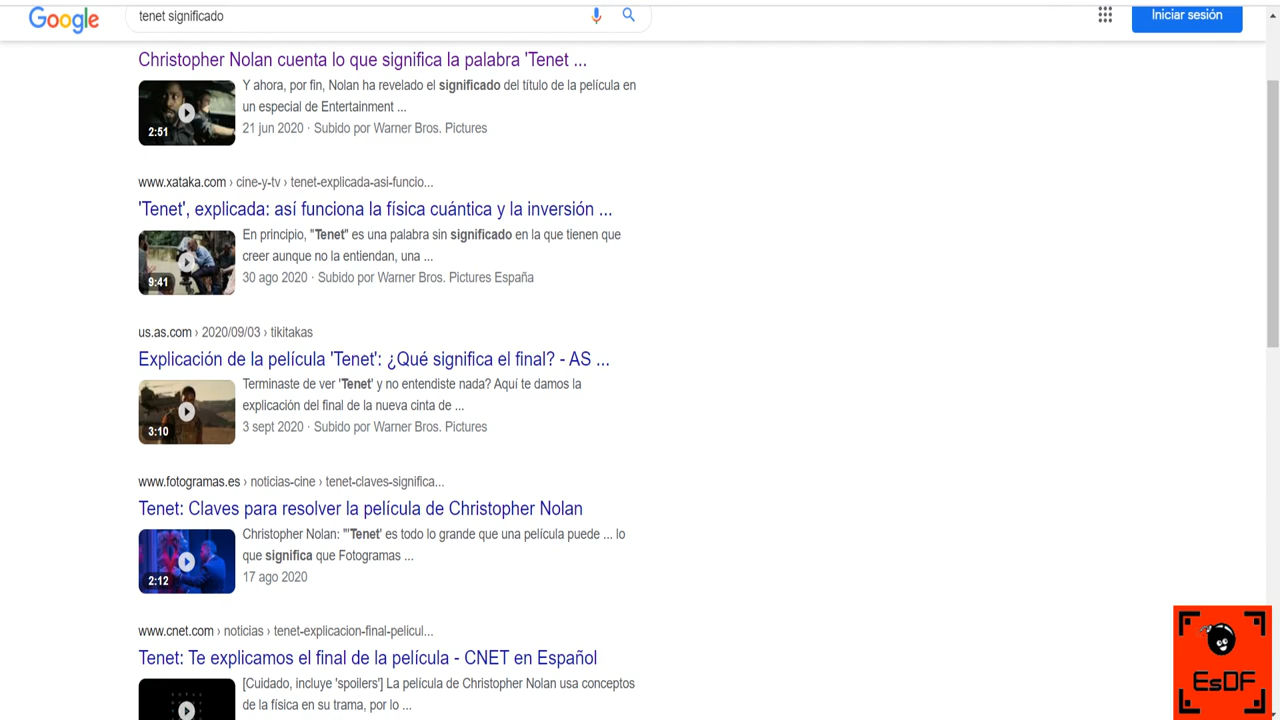 Google
tenet significado
Iniciar sesión
Christopher Nolan cuenta lo que significa la palabra 'Tenet ...
Y ahora, por fin, Nolan ha revelado el significado del título de la película en
un especial de Entertainment ...
2:51
21 jun 2020 · Subido por Warner Bros. Pictures
www.xataka.com › cine-y-tv › tenet-explicada-asi-funcio...
'Tenet', explicada: así funciona la física cuántica y la inversión ...
En principio, "Tenet" es una palabra sin significado en la que tienen que
creer aunque no la entiendan, una ...
9:41
30 ago 2020 · Subido por Warner Bros. Pictures España
us.as.com › 2020/09/03 › tikitakas
Explicación de la película 'Tenet': ¿Qué significa el final? - AS ...
Terminaste de ver 'Tenet' y no entendiste nada? Aquí te damos la
explicación del final de la nueva cinta de ...
3:10
3 sept 2020 · Subido por Warner Bros. Pictures
www.fotogramas.es › noticias-cine › tenet-claves-significa...
Tenet: Claves para resolver la película de Christopher Nolan
Christopher Nolan: "'Tenet' es todo lo grande que una película puede ... lo
que significa que Fotogramas ...
2:12
17 ago 2020
www.cnet.com › noticias › tenet-explicacion-final-pelicul...
Tenet: Te explicamos el final de la película - CNET en Español
[Cuidado, incluye 'spoilers'] La película de Christopher Nolan usa conceptos
de la física en su trama, por lo ...
EsDF